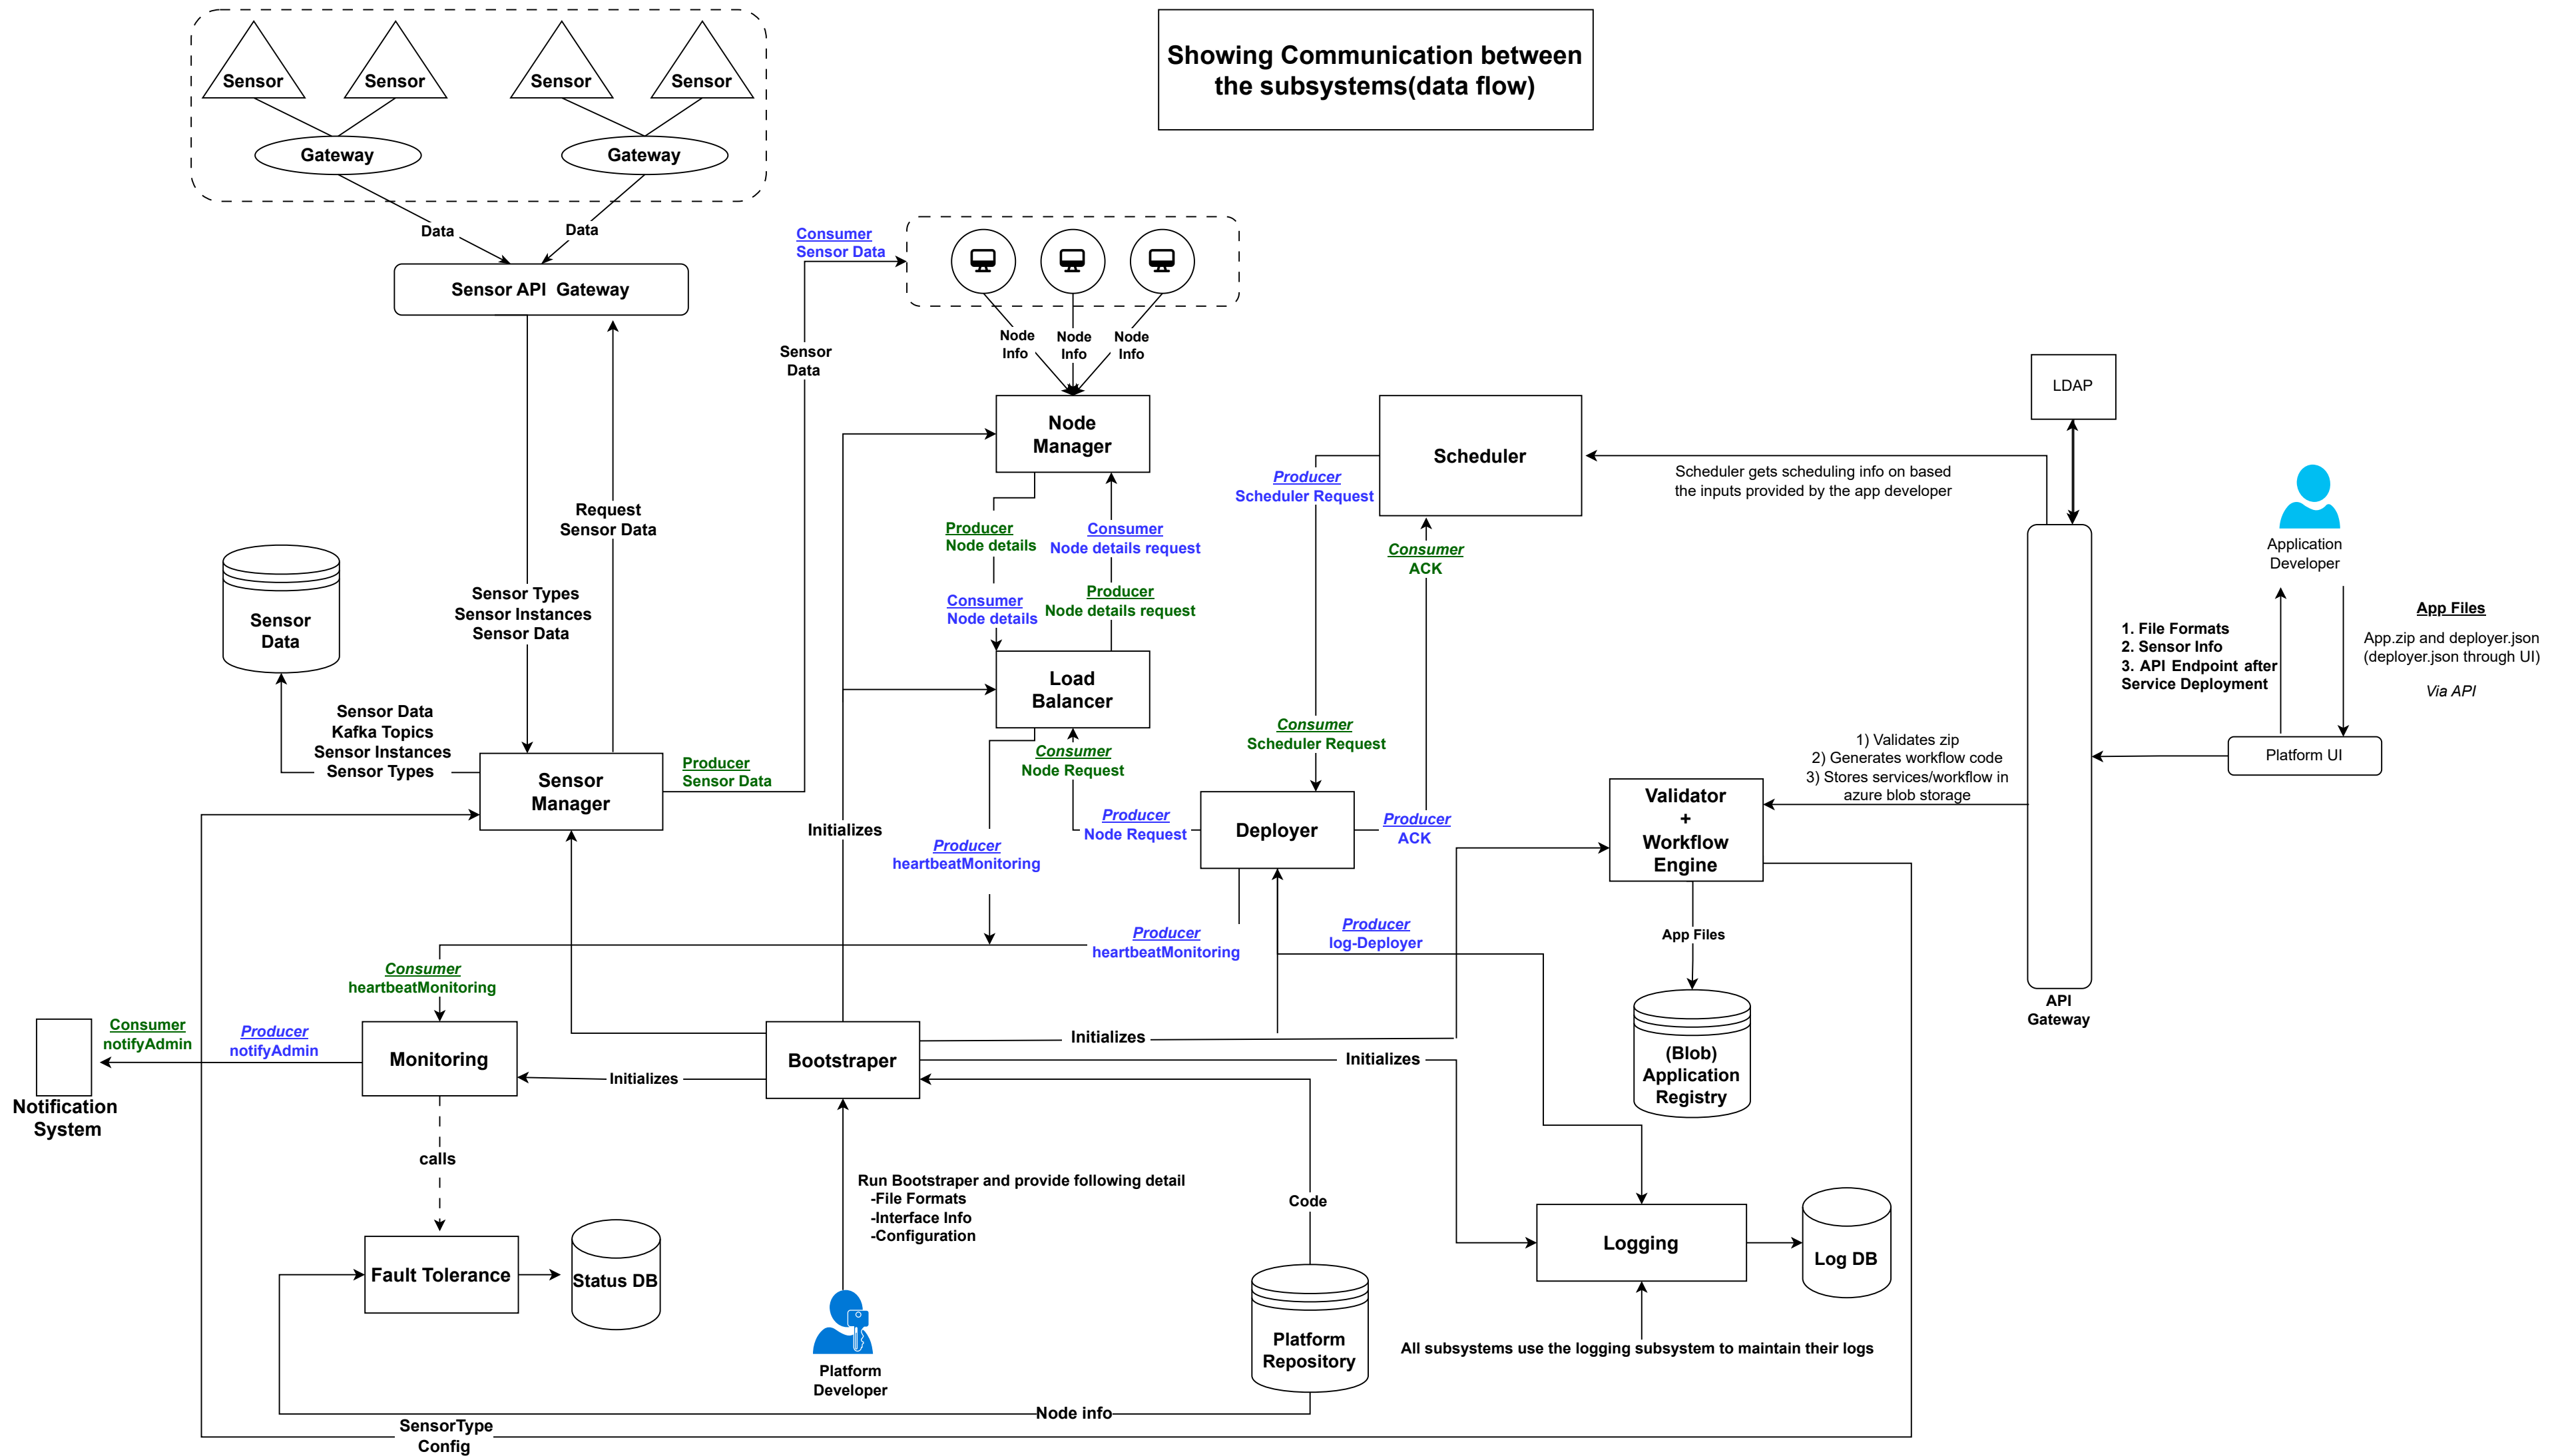 Showing Communication between
the subsystems(data flow)
Sensor
Sensor
Sensor
Sensor
Gateway
Gateway
Data
Data
Sensor API  Gateway
Consumer
Sensor Data
Sensor
Data
Node
Info
Node
Info
Node
Info
Node
Manager
Scheduler
LDAP
Scheduler gets scheduling info on based
the inputs provided by the app developer
Producer
Scheduler Request
Request
Sensor Data
Producer
Node details
Consumer
Node details request
Consumer
ACK
Application
Developer
Sensor Types
Sensor Instances
Sensor Data
Consumer
Node details
Producer
Node details request
Sensor
Data
App Files
App.zip and deployer.json
(deployer.json through UI)
Via API
1. File Formats
2. Sensor Info
3. API Endpoint after
Service Deployment
Load
Balancer
Sensor Data
Kafka Topics
Sensor Instances
Sensor Types
Consumer
Scheduler Request
Consumer
Node Request
1) Validates zip
2) Generates workflow code
3) Stores services/workflow in
azure blob storage
Platform UI
Sensor
Manager
Producer
Sensor Data
Initializes
Producer
Node Request
Deployer
Producer
ACK
Validator
+
Workflow
Engine
Producer
heartbeatMonitoring
Producer
heartbeatMonitoring
Producer
log-Deployer
App Files
Consumer
heartbeatMonitoring
API
Gateway
Consumer
notifyAdmin
Producer
notifyAdmin
Monitoring
Initializes
Bootstraper
Initializes
Initializes
(Blob)
Application
Registry
Notification
System
calls
Run Bootstraper and provide following detail
-File Formats
-Interface Info
-Configuration
Code
Fault Tolerance
Status DB
Logging
Log DB
Platform
Repository
All subsystems use the logging subsystem to maintain their logs
Platform
Developer
Node info
SensorType
Config